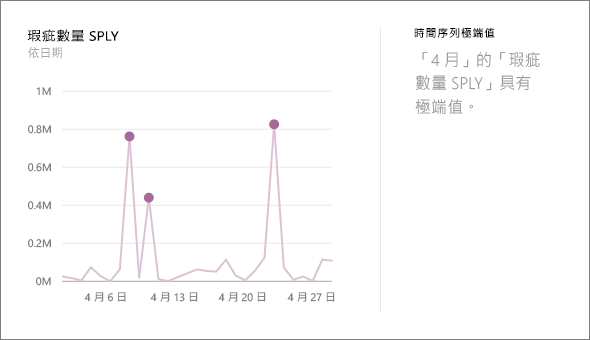 瑕疵數量 SPLY
依日期
1M
0.8M
0.6M
0.4M
0.2M
0M
4 月 6 日
4 月 13 日
4 月 20 日
4 月 27 日
時間序列極端值
「4 月」的「瑕疵
數量 SPLY」具有
極端值。